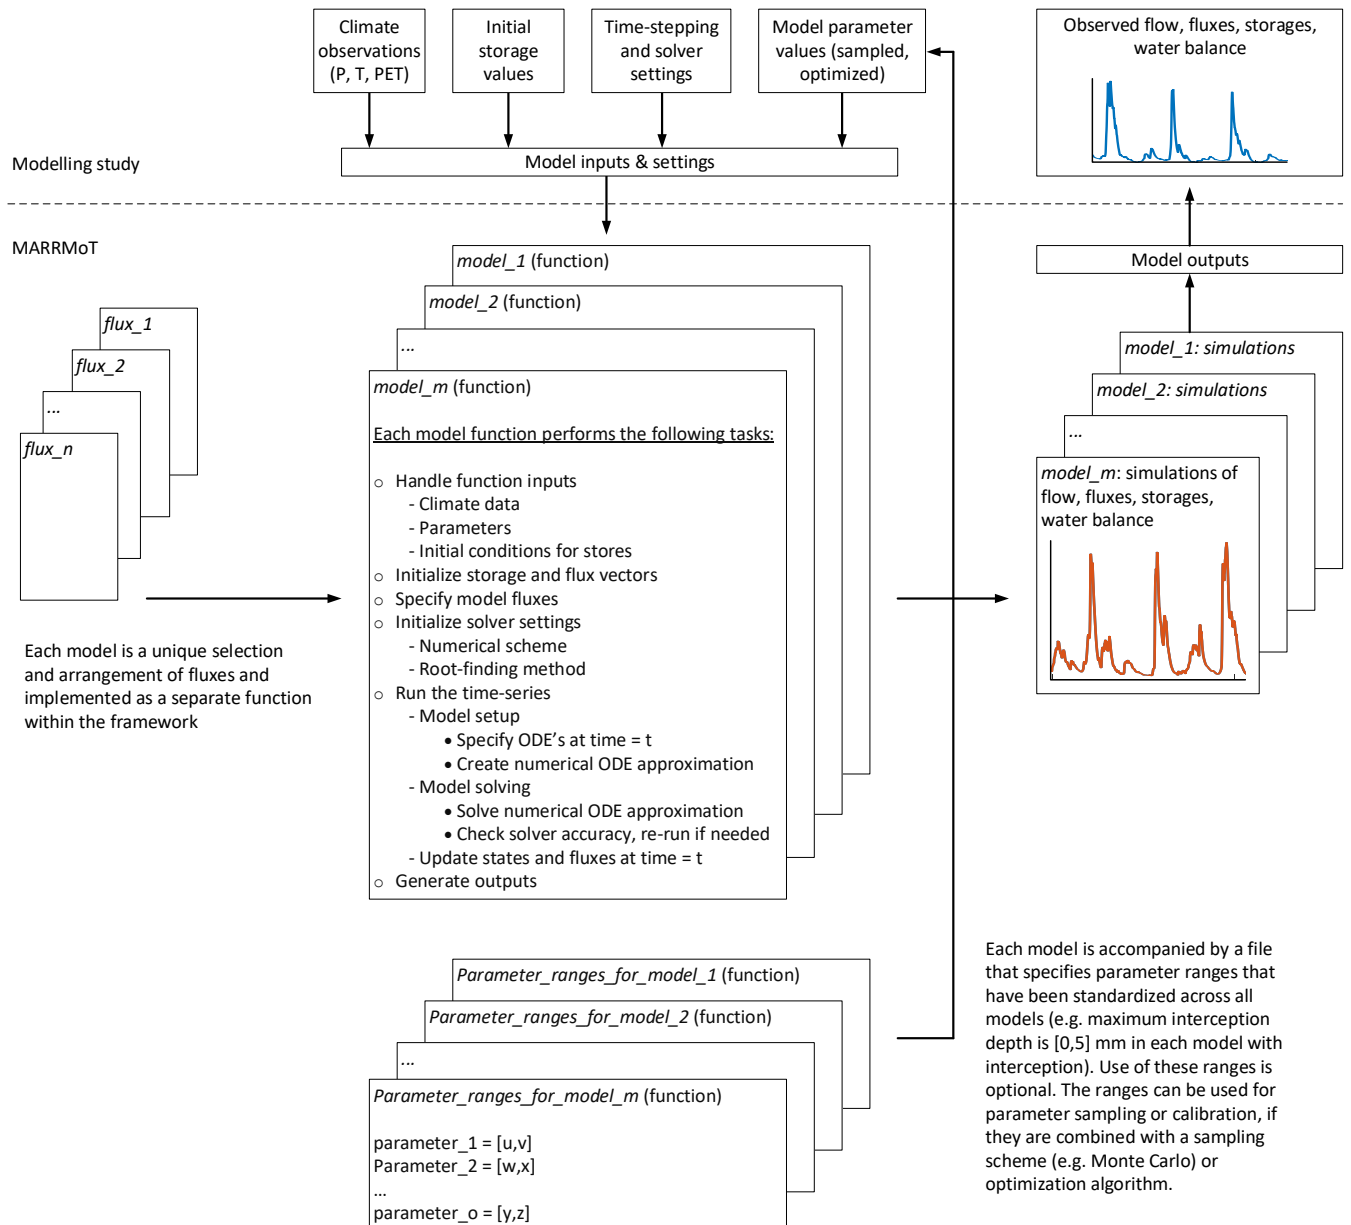 Climate
observations
(P, T, PET)
Initial
storage
values
Time-stepping
and solver
settings
Model parameter
values (sampled,
optimized)
Observed flow, fluxes, storages,
water balance
Modelling study
Model inputs & settings
MARRMoT
Model outputs
flux_1
flux_2
...
flux_n
Each model is a unique selection
and arrangement of fluxes and
implemented as a separate function
within the framework
model_1 (function)
model_2 (function)
...
model_m (function)
Each model function performs the following tasks:
○ Handle function inputs
- Climate data
- Parameters
- Initial conditions for stores
○ Initialize storage and flux vectors
○ Specify model fluxes
○ Initialize solver settings
- Numerical scheme
- Root-finding method
○ Run the time-series
- Model setup
• Specify ODE's at time = t
• Create numerical ODE approximation
- Model solving
• Solve numerical ODE approximation
• Check solver accuracy, re-run if needed
- Update states and fluxes at time = t
○ Generate outputs
model_1: simulations
model_2: simulations
...
model_m: simulations of
flow, fluxes, storages,
water balance
Parameter_ranges_for_model_1 (function)
Parameter_ranges_for_model_2 (function)
...
Parameter_ranges_for_model_m (function)
parameter_1 = [u,v]
Parameter_2 = [w,x]
...
parameter_o = [y,z]
Each model is accompanied by a file
that specifies parameter ranges that
have been standardized across all
models (e.g. maximum interception
depth is [0,5] mm in each model with
interception). Use of these ranges is
optional. The ranges can be used for
parameter sampling or calibration, if
they are combined with a sampling
scheme (e.g. Monte Carlo) or
optimization algorithm.